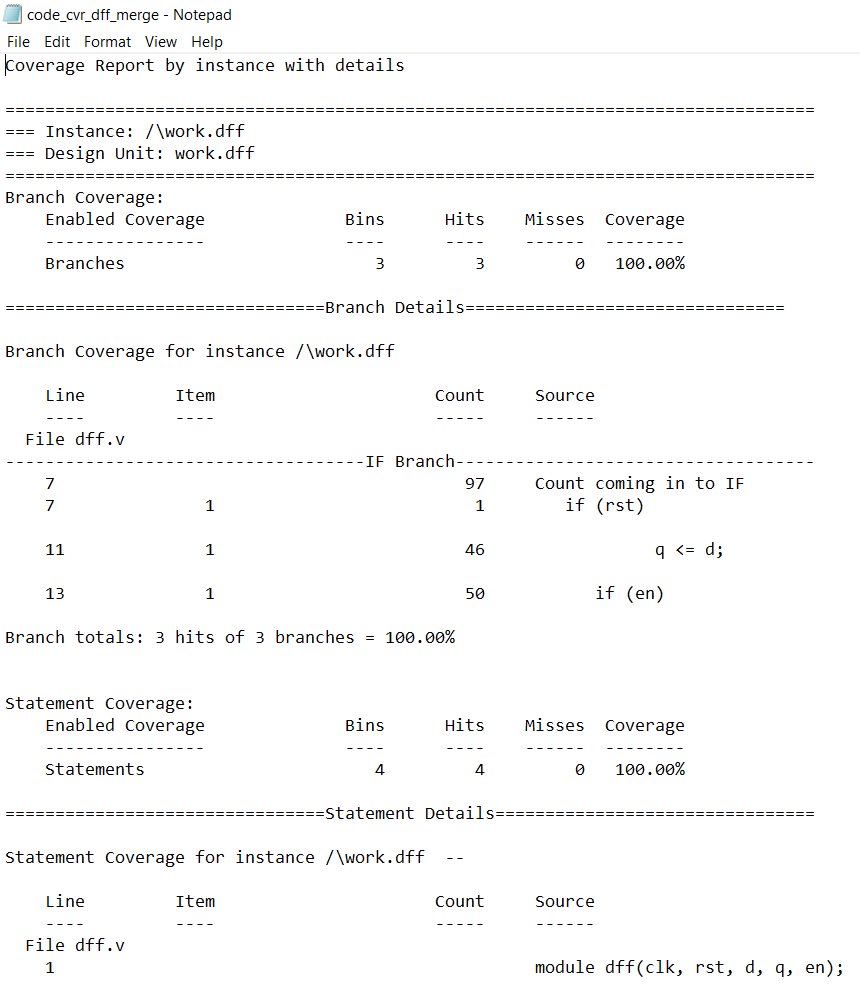 code_cvr_dff_merge - Notepad
File Edit Format View Help
Coverage Report by instance with details
=================================================================================
=== Instance: /\work.dff
=== Design Unit: work.dff
=================================================================================
Branch Coverage:
    Enabled Coverage              Bins      Hits    Misses  Coverage
    ----------------              ----      ----    ------  --------
    Branches                         3         3         0   100.00%
================================Branch Details================================
Branch Coverage for instance /\work.dff
    Line         Item                      Count     Source
    ----         ----                      -----     ------
  File dff.v
------------------------------------IF Branch------------------------------------
    7                                         97     Count coming in to IF
    7               1                          1        if (rst)
    11              1                         46                 q <= d;
    13              1                         50           if (en)
Branch totals: 3 hits of 3 branches = 100.00%
Statement Coverage:
    Enabled Coverage              Bins      Hits    Misses  Coverage
    ----------------              ----      ----    ------  --------
    Statements                       4         4         0   100.00%
================================Statement Details================================
Statement Coverage for instance /\work.dff  --
    Line         Item                      Count     Source
    ----         ----                      -----     ------
  File dff.v
    1                                                module dff(clk, rst, d, q, en);